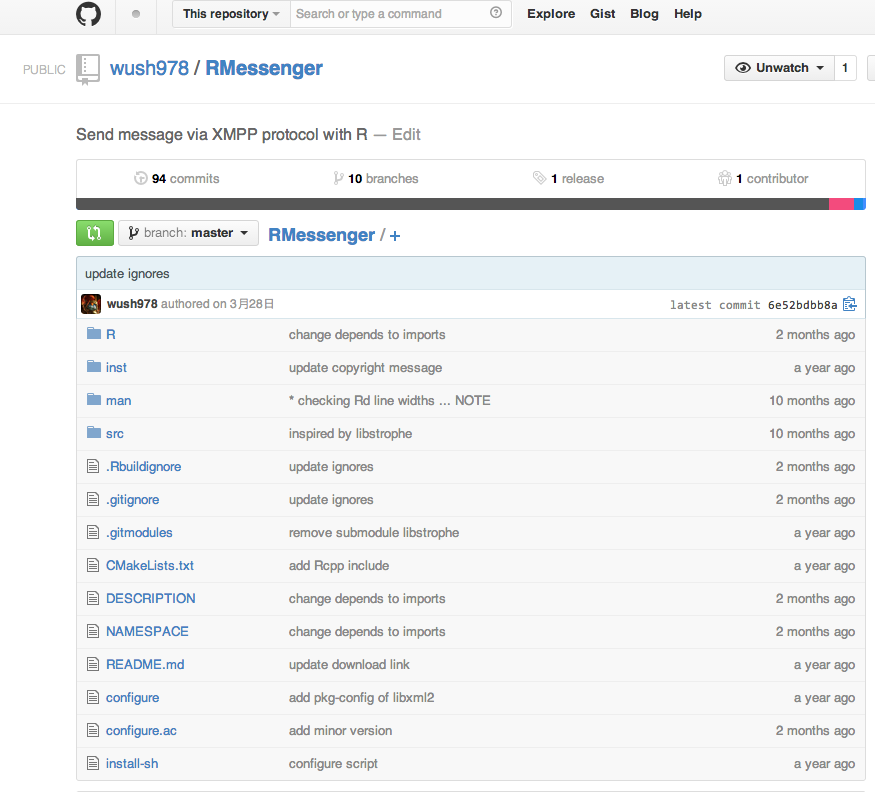 This repository Search or type a command Explore Gist Blog Help
PUBLIC wush978 / RMessenger Unwatch 1
Send message via XMPP protocol with R — Edit
94 commits 10 branches 1 release 1 contributor
branch: master RMessenger / +
update ignores
wush978 authored on 3月28日 latest commit 6e52bdbb8a
R change depends to imports 2 months ago
inst update copyright message a year ago
man * checking Rd line widths ... NOTE 10 months ago
src inspired by libstrophe 10 months ago
.Rbuildignore update ignores 2 months ago
.gitignore update ignores 2 months ago
.gitmodules remove submodule libstrophe a year ago
CMakeLists.txt add Rcpp include a year ago
DESCRIPTION change depends to imports 2 months ago
NAMESPACE change depends to imports 2 months ago
README.md update download link a year ago
configure add pkg-config of libxml2 a year ago
configure.ac add minor version 2 months ago
install-sh configure script a year ago